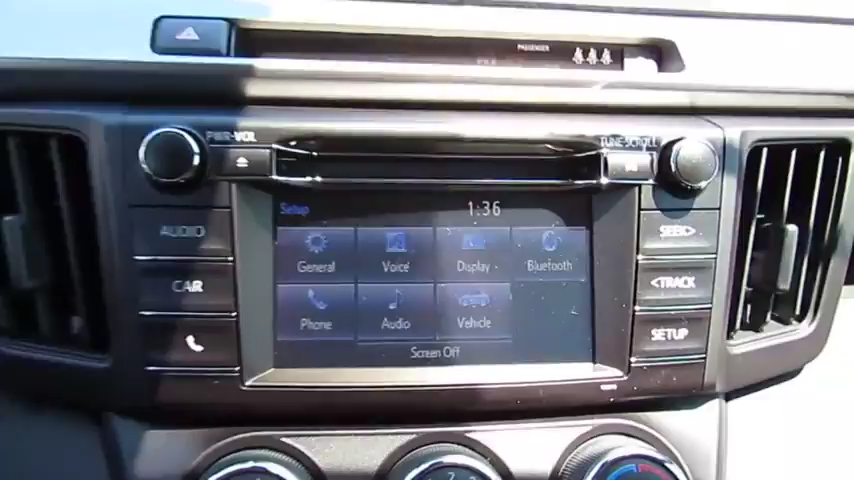 PASSENGER
PWR·VOL
TUNE·SCROLL
Setup
1:36
AUDIO
General
Voice
Display
Bluetooth
SEEK>
CAR
<TRACK
Phone
Audio
Vehicle
SETUP
Screen Off